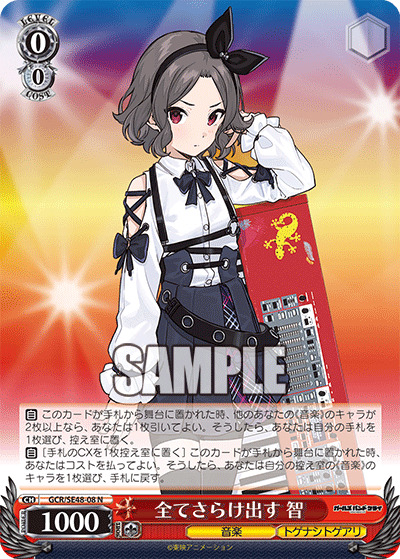 LEVEL
0
0
COST
SAMPLE
自 このカードが手札から舞台に置かれた時、他のあなたの《音楽》のキャラが
2枚以上なら、あなたは1枚引いてよい。そうしたら、あなたは自分の手札を
1枚選び、控え室に置く。
自 [手札のCXを1枚控え室に置く] このカードが手札から舞台に置かれた時、
あなたはコストを払ってよい。そうしたら、あなたは自分の控え室のキャラを
1枚選び、手札に戻す。
CH GCR/SE48-08 N
1000
全てさらけ出す 智
ガールズバンドクライ
音楽
トゲナシトゲアリ
©東映アニメーション